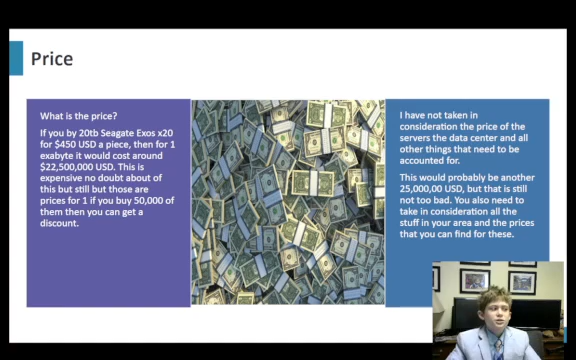 Price
What is the price?
If you by 20tb Seagate Exos x20
for $450 USD a piece, then for 1
exabyte it would cost around
$22,500,000 USD. This is
expensive no doubt about of
this but still but those are
prices for 1 if you buy 50,000 of
them then you can get a
discount.
I have not taken in
consideration the price of the
servers the data center and all
other things that need to be
accounted for.
This would probably be another
25,000,00 USD, but that is still
not too bad. You also need to
take in consideration all the
stuff in your area and the prices
that you can find for these.